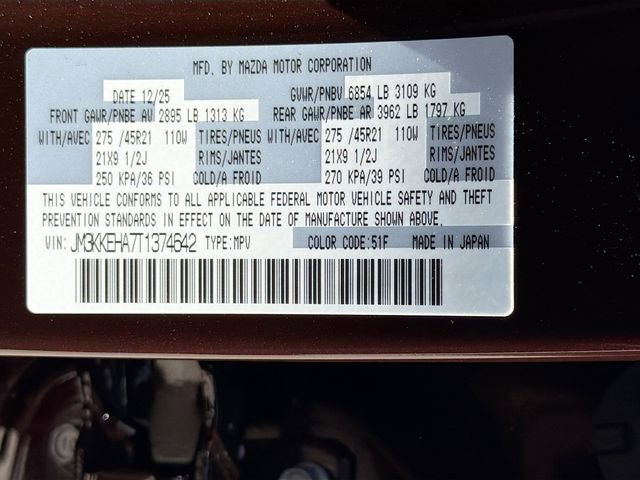 MFD. BY MAZDA MOTOR CORPORATION
DATE 12/25 GVWR/PNBV 6854 LB 3109 KG
FRONT GAWR/PNBE AV 2895 LB 1313 KG REAR GAWR/PNBE AR 3962 LB 1797 KG
WITH/AVEC 275 /45R21 110W TIRES/PNEUS WITH/AVEC 275 /45R21 110W TIRES/PNEUS
21X9 1/2J RIMS/JANTES 21X9 1/2J RIMS/JANTES
250 KPA/36 PSI COLD/A FROID 270 KPA/39 PSI COLD/A FROID
THIS VEHICLE CONFORMS TO ALL APPLICABLE FEDERAL MOTOR VEHICLE SAFETY AND THEFT
PREVENTION STANDARDS IN EFFECT ON THE DATE OF MANUFACTURE SHOWN ABOVE.
VIN: JM3KKEHA7T1374642 TYPE: MPV COLOR CODE: 51F MADE IN JAPAN